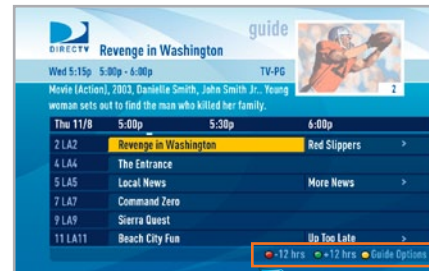 guide
DIRECTV Revenge in Washington
Wed 5:15p 5:00p - 6:00p TV-PG
Movie (Action), 2003, Danielle Smith, John Smith Jr.. Young
woman sets out to find the man who killed her family.
2
Thu 11/8 5:00p 5:30p 6:00p
2 LA2 Revenge in Washington Red Slippers >
4 LA4 The Entrance
5 LA5 Local News More News >
7 LA7 Command Zero
9 LA9 Sierra Quest
11 LA11 Beach City Fun Up Too Late >
-12 hrs +12 hrs Guide Options